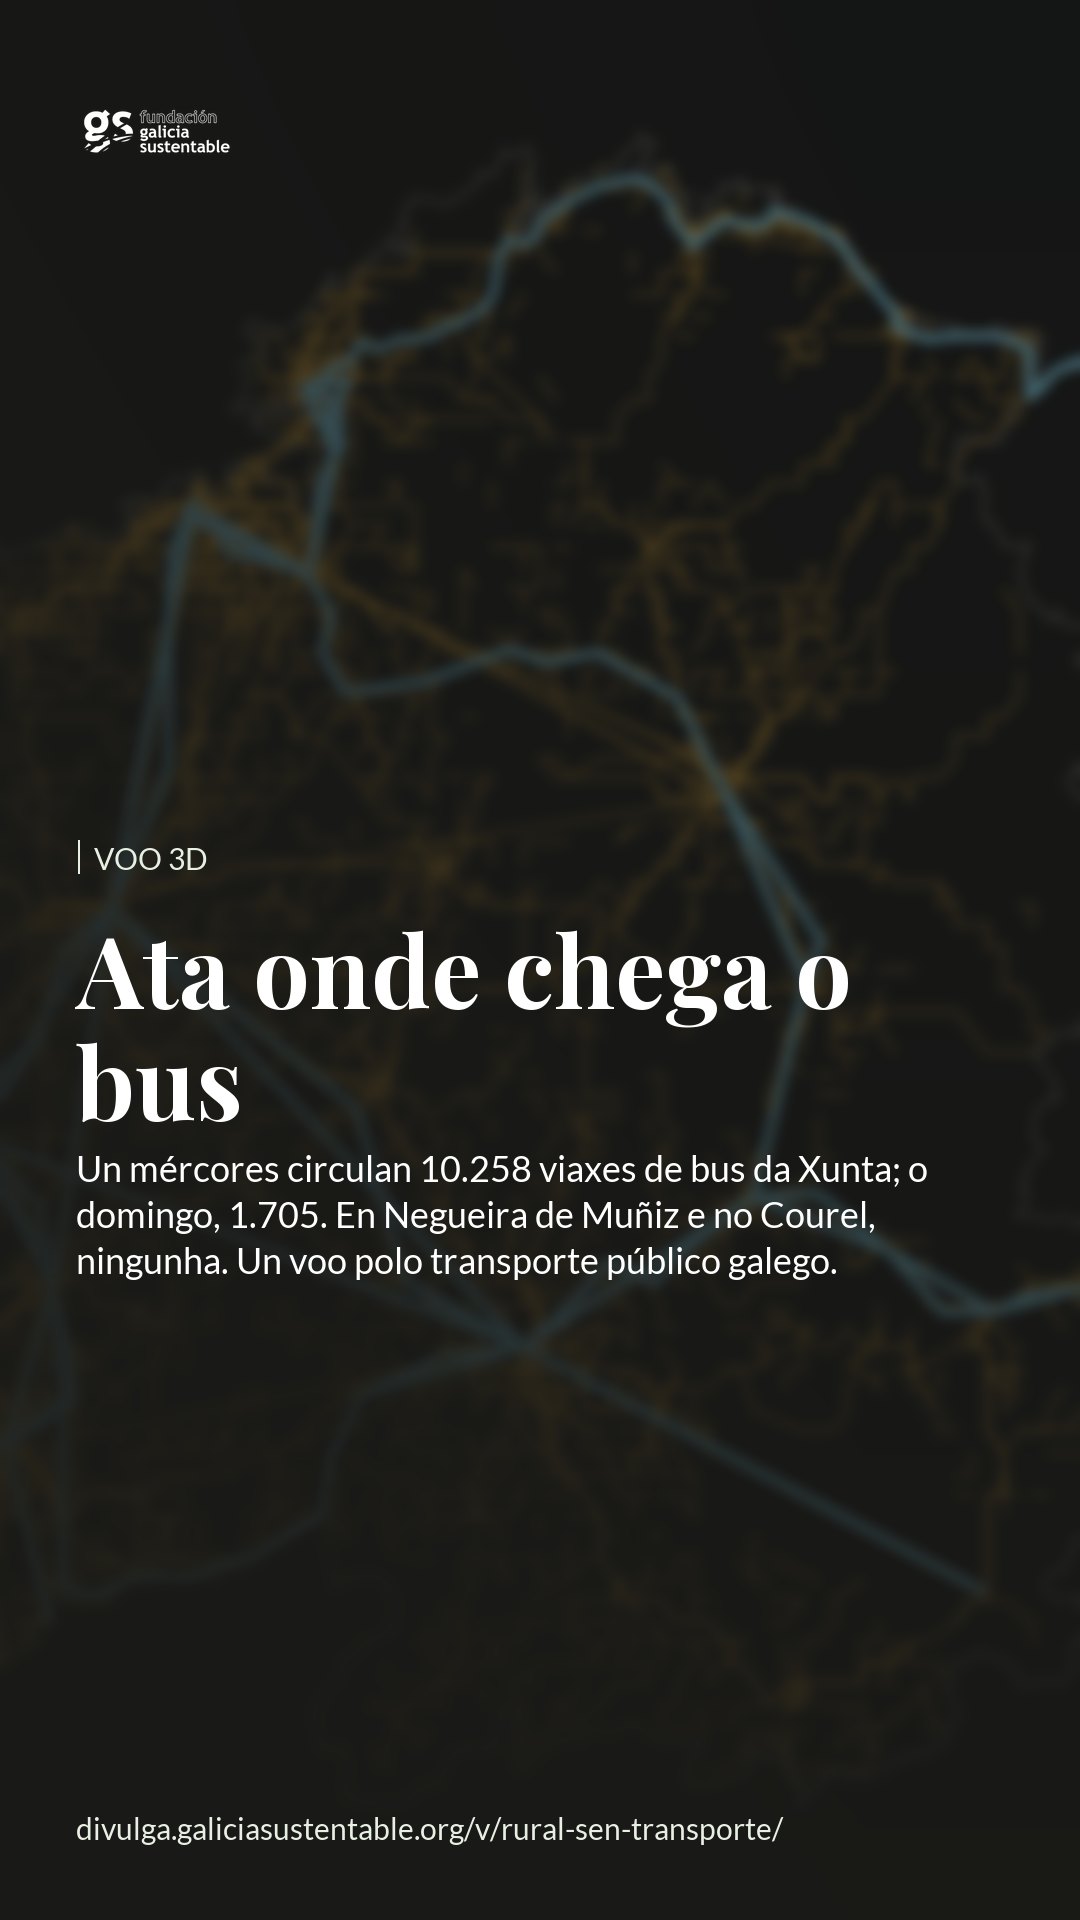 gs fundación
galicia
sustentable
VOO 3D
Ata onde chega o
bus
Un mércores circulan 10.258 viaxes de bus da Xunta; o
domingo, 1.705. En Negueira de Muñiz e no Courel,
ningunha. Un voo polo transporte público galego.
divulga.galiciasustentable.org/v/rural-sen-transporte/